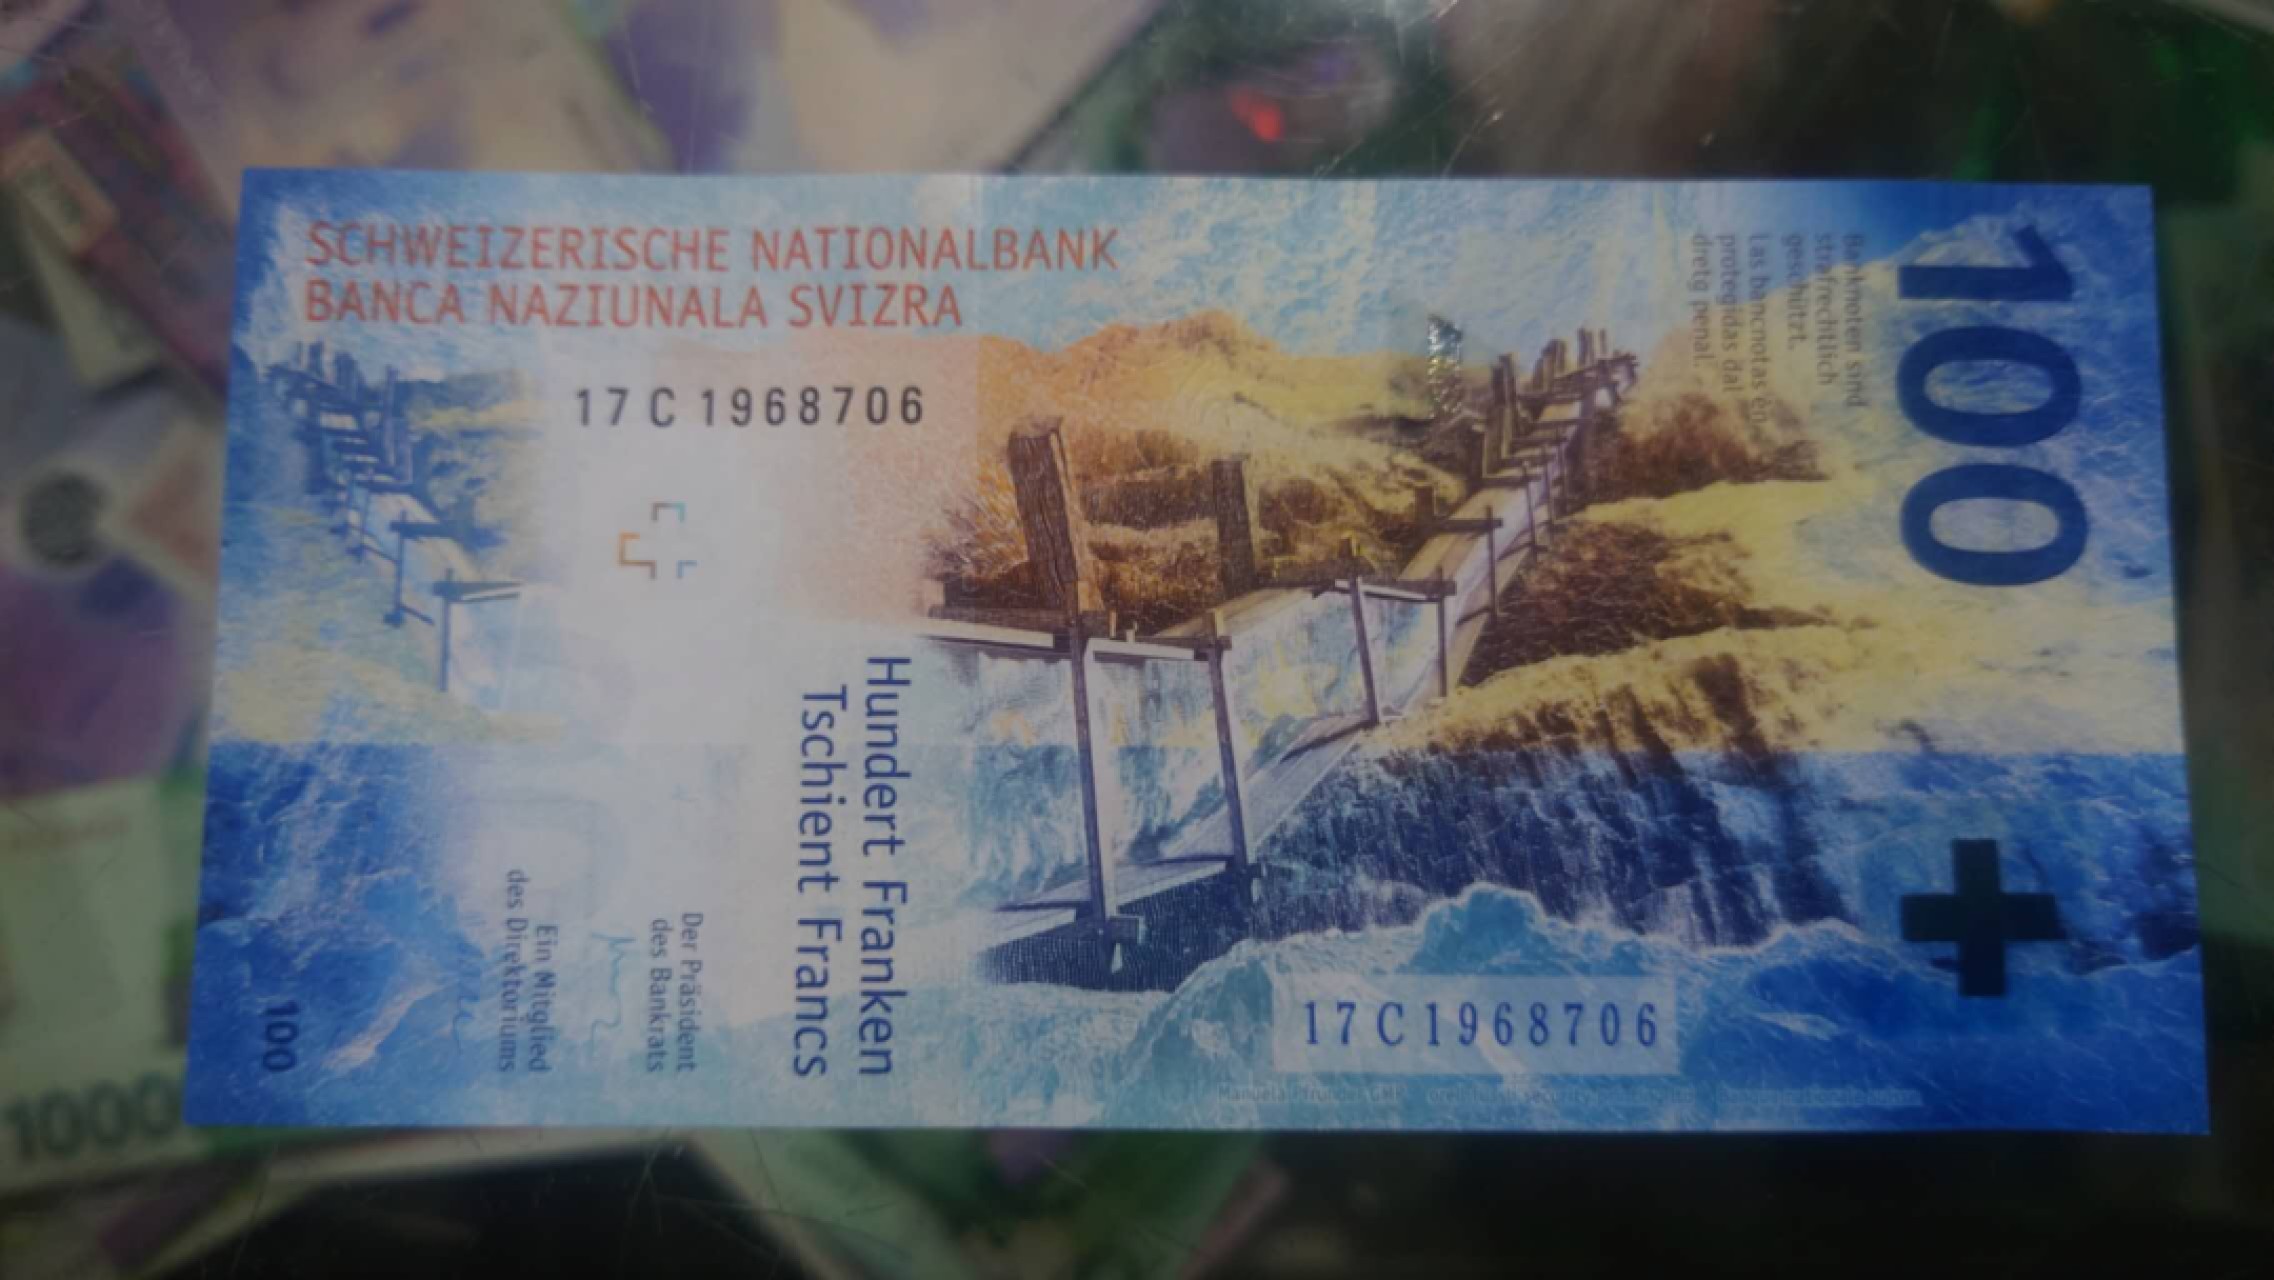 SCHWEIZERISCHE NATIONALBANK
BANCA NAZIUNALA SVIZRA
17 C 1968706
Banknoten sind
strafrechtlich
geschützt.
Las bancnotas èn
protegidas dal
dretg penal.
100
Hundert Franken
Tschient Francs
Der Präsident
des Bankrats
Ein Mitglied
des Direktoriums
100
17C1968706
1000